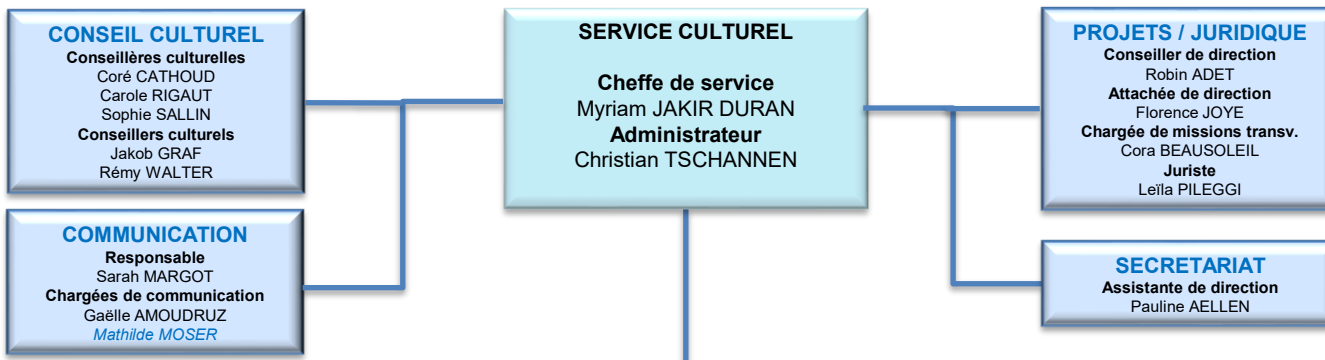 CONSEIL CULTUREL
Conseillères culturelles
Coré CATHOUD
Carole RIGAUT
Sophie SALLIN
Conseillers culturels
Jakob GRAF
Rémy WALTER
COMMUNICATION
Responsable
Sarah MARGOT
Chargées de communication
Gaëlle AMOUDRUZ
Mathilde MOSER
SERVICE CULTUREL
Cheffe de service
Myriam JAKIR DURAN
Administrateur
Christian TSCHANNEN
PROJETS / JURIDIQUE
Conseiller de direction
Robin ADET
Attachée de direction
Florence JOYE
Chargée de missions transv.
Cora BEAUSOLEIL
Juriste
Leïla PILEGGI
SECRETARIAT
Assistante de direction
Pauline AELLEN